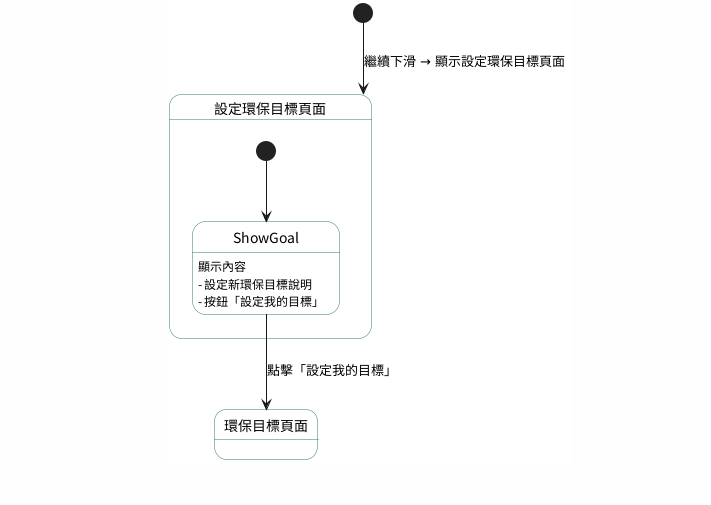 繼續下滑 → 顯示設定環保目標頁面
設定環保目標頁面
ShowGoal
顯示內容
- 設定新環保目標說明
- 按鈕「設定我的目標」
點擊「設定我的目標」
環保目標頁面